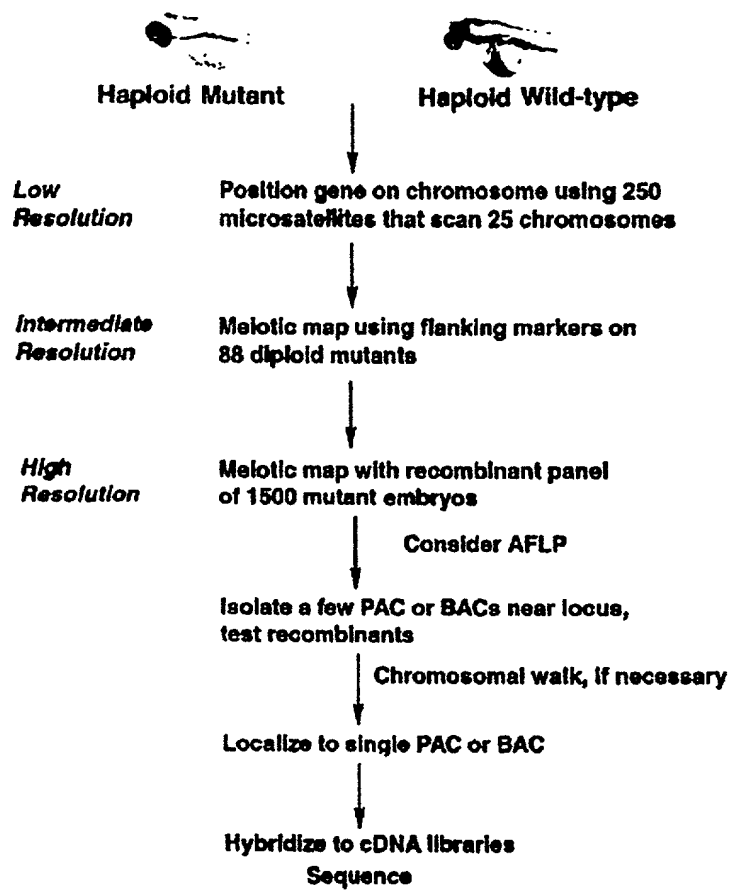 Haploid Mutant
Haploid Wild-type
Low
Resolution
Position gene on chromosome using 250
microsatellites that scan 25 chromosomes
Intermediate
Resolution
Meiotic map using flanking markers on
88 diploid mutants
High
Resolution
Meiotic map with recombinant panel
of 1500 mutant embryos
Consider AFLP
Isolate a few PAC or BACs near locus,
test recombinants
Chromosomal walk, if necessary
Localize to single PAC or BAC
Hybridize to cDNA libraries
Sequence